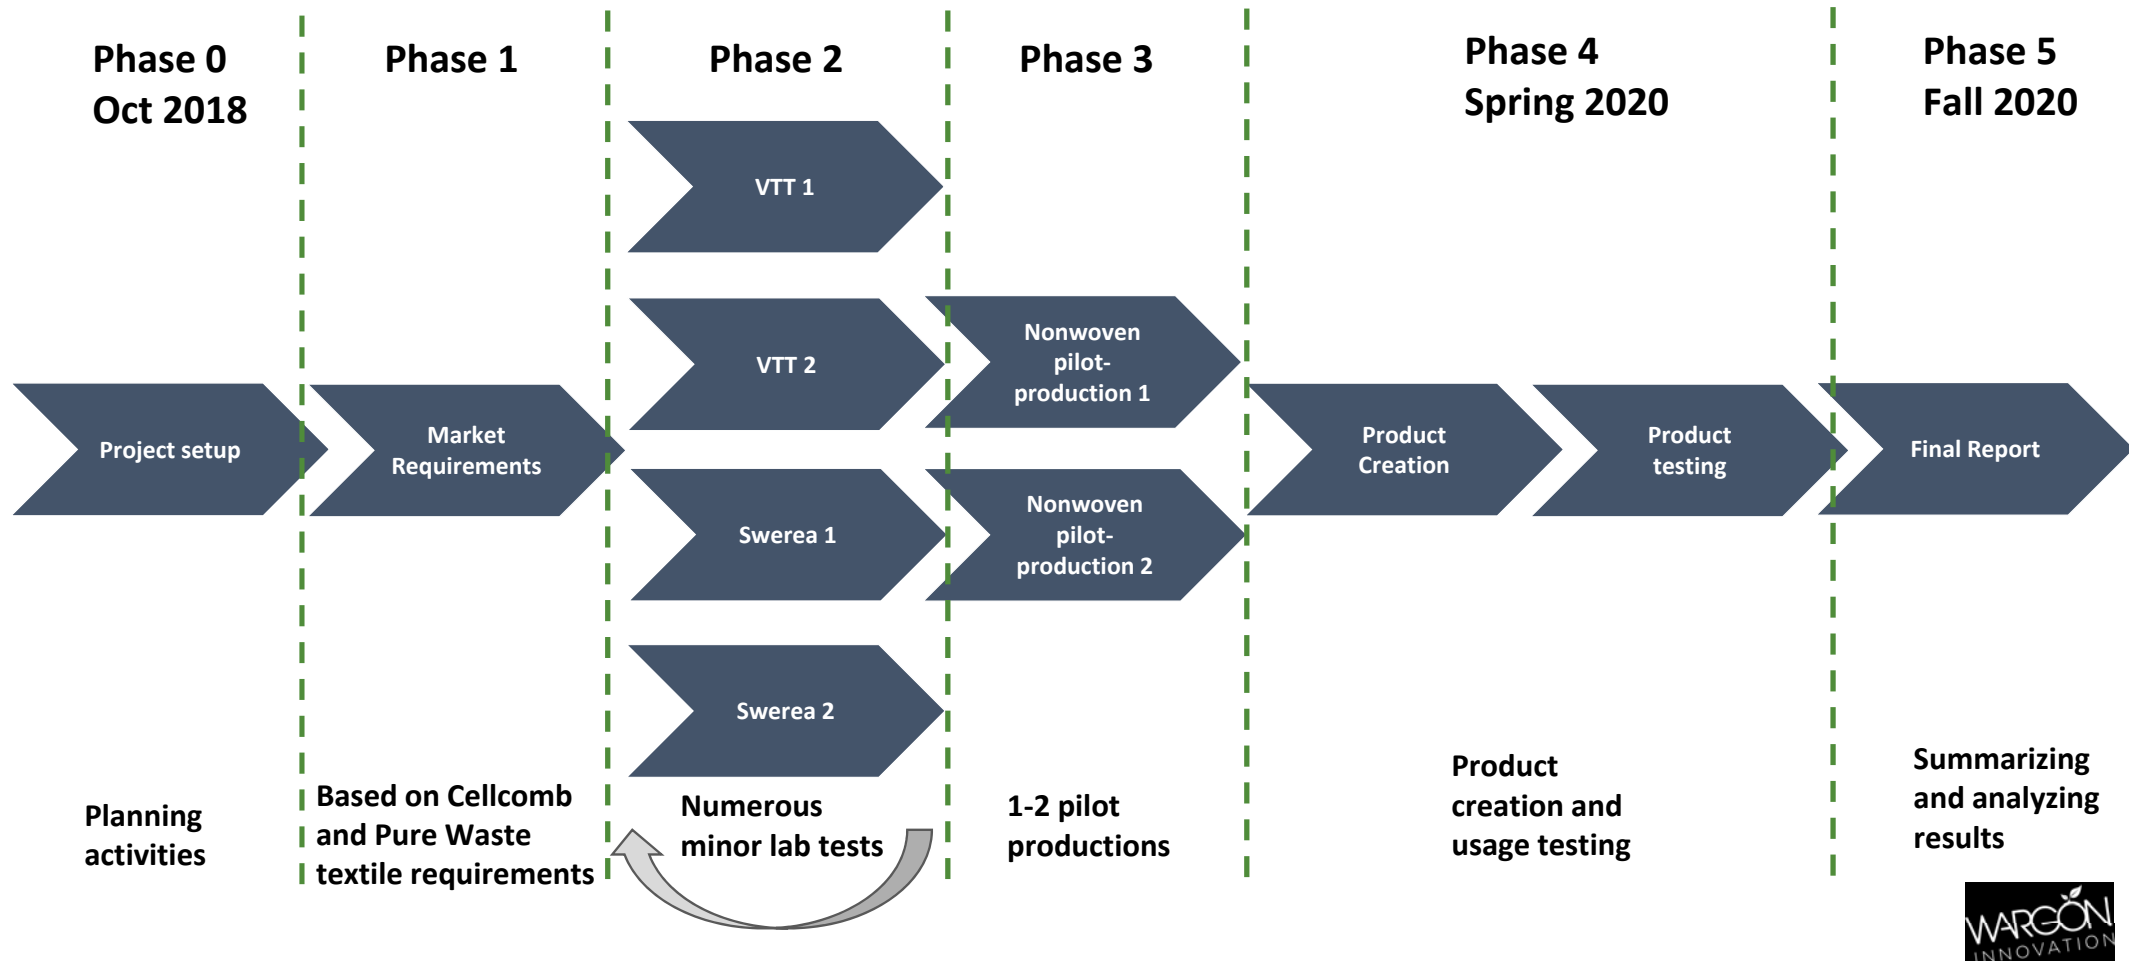 Phase 0
Oct 2018
Phase 1
Phase 2
Phase 3
Phase 4
Spring 2020
Phase 5
Fall 2020
VTT 1
VTT 2
Nonwoven
pilot-
production 1
Project setup
Market
Requirements
Product
Creation
Product
testing
Final Report
Swerea 1
Nonwoven
pilot-
production 2
Swerea 2
Planning
activities
Based on Cellcomb
and Pure Waste
textile requirements
Numerous
minor lab tests
1-2 pilot
productions
Product
creation and
usage testing
Summarizing
and analyzing
results
WARGÖN
INNOVATION